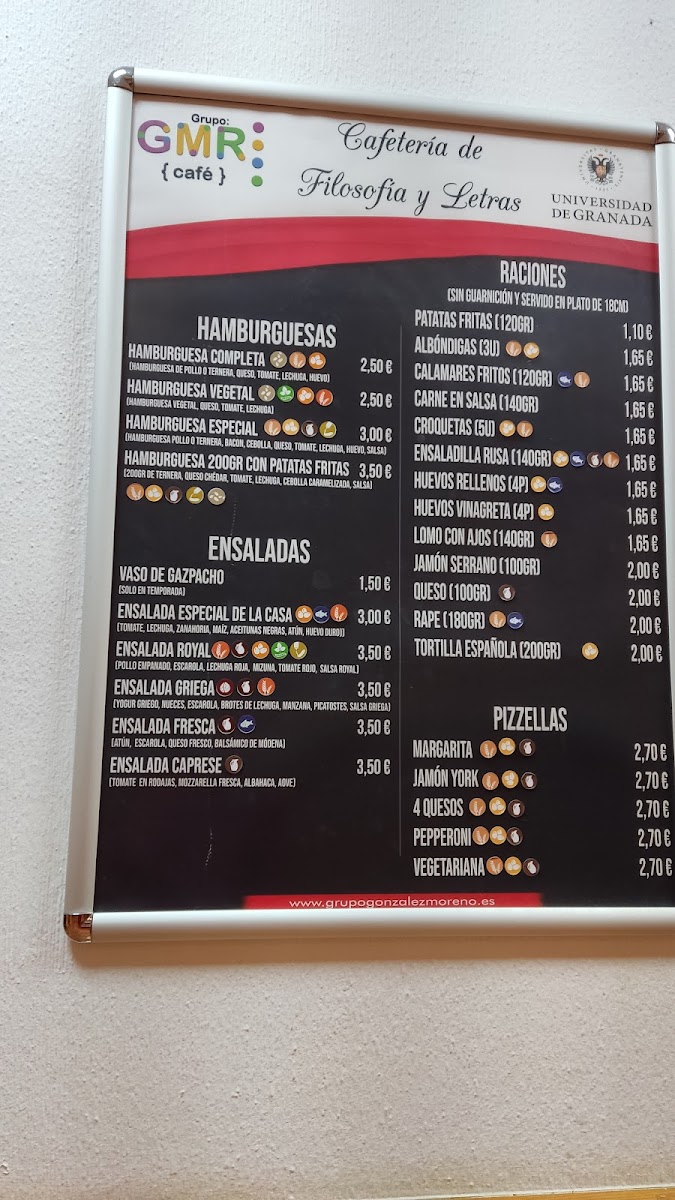 Grupo:
GMR
{ café }
Cafetería de
Filosofía y Letras
UNIVERSIDAD
DE GRANADA
HAMBURGUESAS
HAMBURGUESA COMPLETA 2,50 €
(HAMBURGUESA DE POLLO O TERNERA, QUESO, TOMATE, LECHUGA, HUEVO)
HAMBURGUESA VEGETAL 2,50 €
(HAMBURGUESA VEGETAL, QUESO, TOMATE, LECHUGA)
HAMBURGUESA ESPECIAL 3,00 €
(HAMBURGUESA POLLO O TERNERA, BACON, CEBOLLA, QUESO, TOMATE, LECHUGA, HUEVO, SALSA)
HAMBURGUESA 200GR CON PATATAS FRITAS 3,50 €
(200GR DE TERNERA, QUESO CHÉDAR, TOMATE, LECHUGA, CEBOLLA CARAMELIZADA, SALSA)
ENSALADAS
VASO DE GAZPACHO 1,50 €
(SOLO EN TEMPORADA)
ENSALADA ESPECIAL DE LA CASA 3,00 €
(TOMATE, LECHUGA, ZANAHORIA, MAÍZ, ACEITUNAS NEGRAS, ATÚN, HUEVO DURO)
ENSALADA ROYAL 3,50 €
(POLLO EMPANADO, ESCAROLA, LECHUGA ROJA, MIZUNA, TOMATE ROJO, SALSA ROYAL)
ENSALADA GRIEGA 3,50 €
(YOGUR GRIEGO, NUECES, ESCAROLA, BROTES DE LECHUGA, MANZANA, PICATOSTES, SALSA GRIEGA)
ENSALADA FRESCA 3,50 €
(ATÚN, ESCAROLA, QUESO FRESCO, BALSÁMICO DE MÓDENA)
ENSALADA CAPRESE 3,50 €
(TOMATE EN RODAJAS, MOZZARELLA FRESCA, ALBAHACA, AOVE)
RACIONES
(SIN GUARNICIÓN Y SERVIDO EN PLATO DE 18CM)
PATATAS FRITAS (120GR) 1,10 €
ALBÓNDIGAS (3U) 1,65 €
CALAMARES FRITOS (120GR) 1,65 €
CARNE EN SALSA (140GR) 1,65 €
CROQUETAS (5U) 1,65 €
ENSALADILLA RUSA (140GR) 1,65 €
HUEVOS RELLENOS (4P) 1,65 €
HUEVOS VINAGRETA (4P) 1,65 €
LOMO CON AJOS (140GR) 1,65 €
JAMÓN SERRANO (100GR) 2,00 €
QUESO (100GR) 2,00 €
RAPE (180GR) 2,00 €
TORTILLA ESPAÑOLA (200GR) 2,00 €
PIZZELLAS
MARGARITA 2,70 €
JAMÓN YORK 2,70 €
4 QUESOS 2,70 €
PEPPERONI 2,70 €
VEGETARIANA 2,70 €
www.grupogonzalezmoreno.es